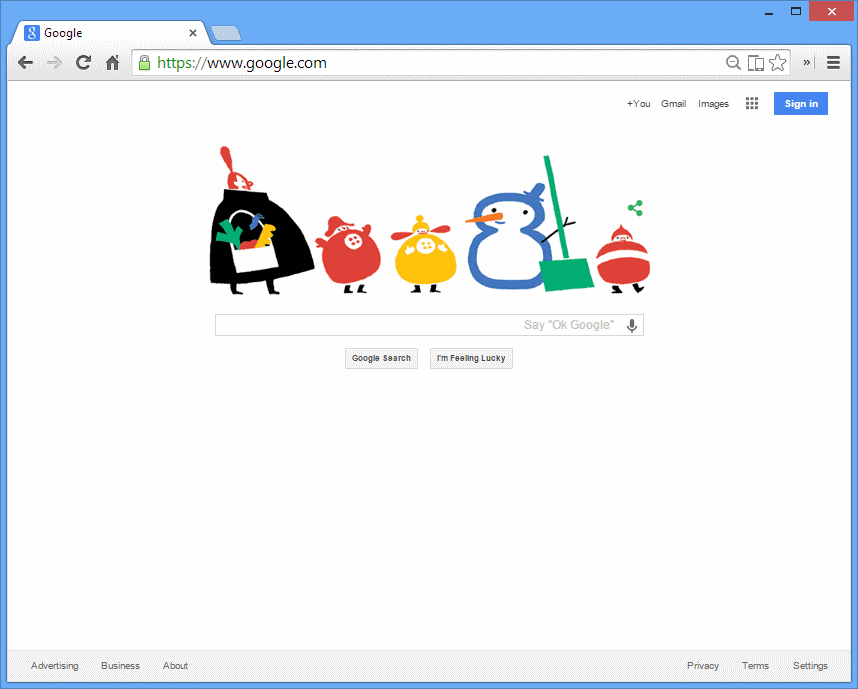 Google
https://www.google.com
+You Gmail Images Sign in
Say "Ok Google"
Google Search I'm Feeling Lucky
Advertising Business About Privacy Terms Settings